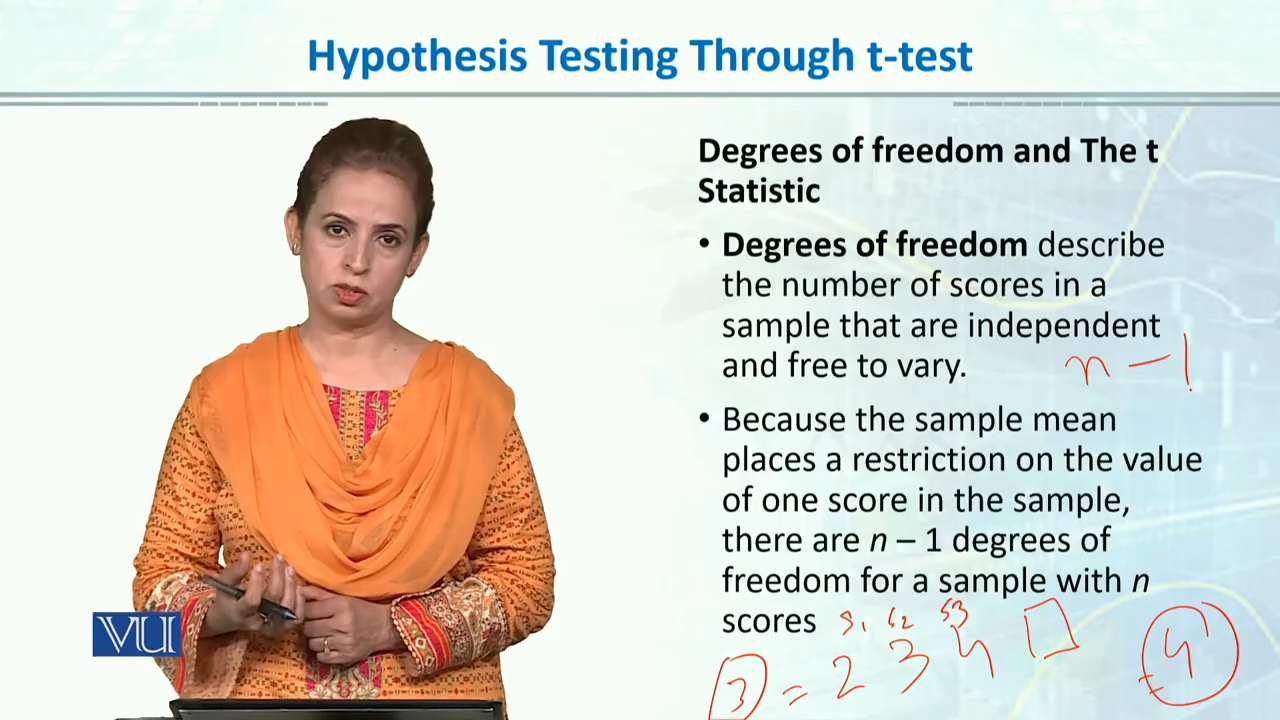 Hypothesis Testing Through t-test
Degrees of freedom and The t
Statistic
• Degrees of freedom describe
the number of scores in a
sample that are independent
and free to vary.
n – 1
• Because the sample mean
places a restriction on the value
of one score in the sample,
there are n – 1 degrees of
freedom for a sample with n
scores
S1 S2 S3
3 = 2 3 4
4
VU